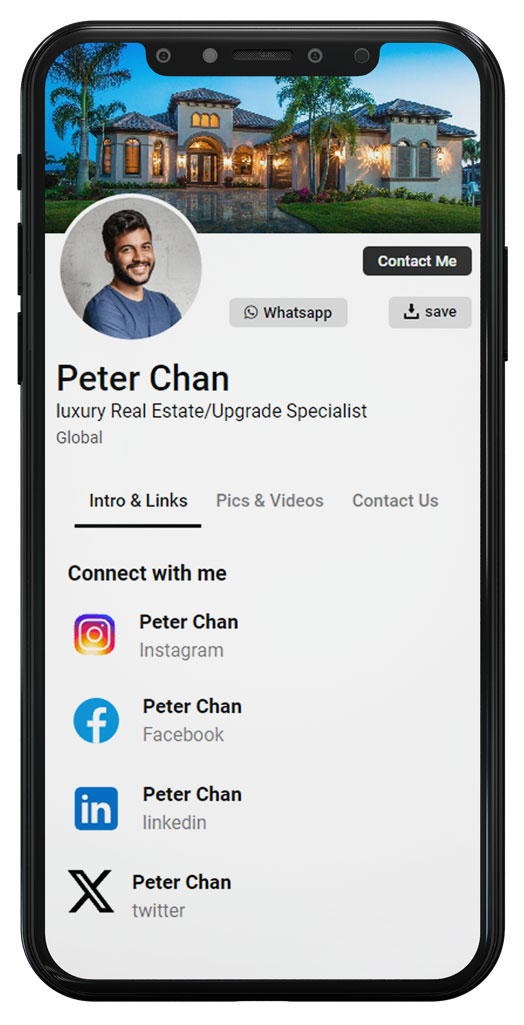 Contact Me
Whatsapp
save
Peter Chan
luxury Real Estate/Upgrade Specialist
Global
Intro & Links
Pics & Videos
Contact Us
Connect with me
Peter Chan
Instagram
Peter Chan
Facebook
in
Peter Chan
linkedin
Peter Chan
twitter